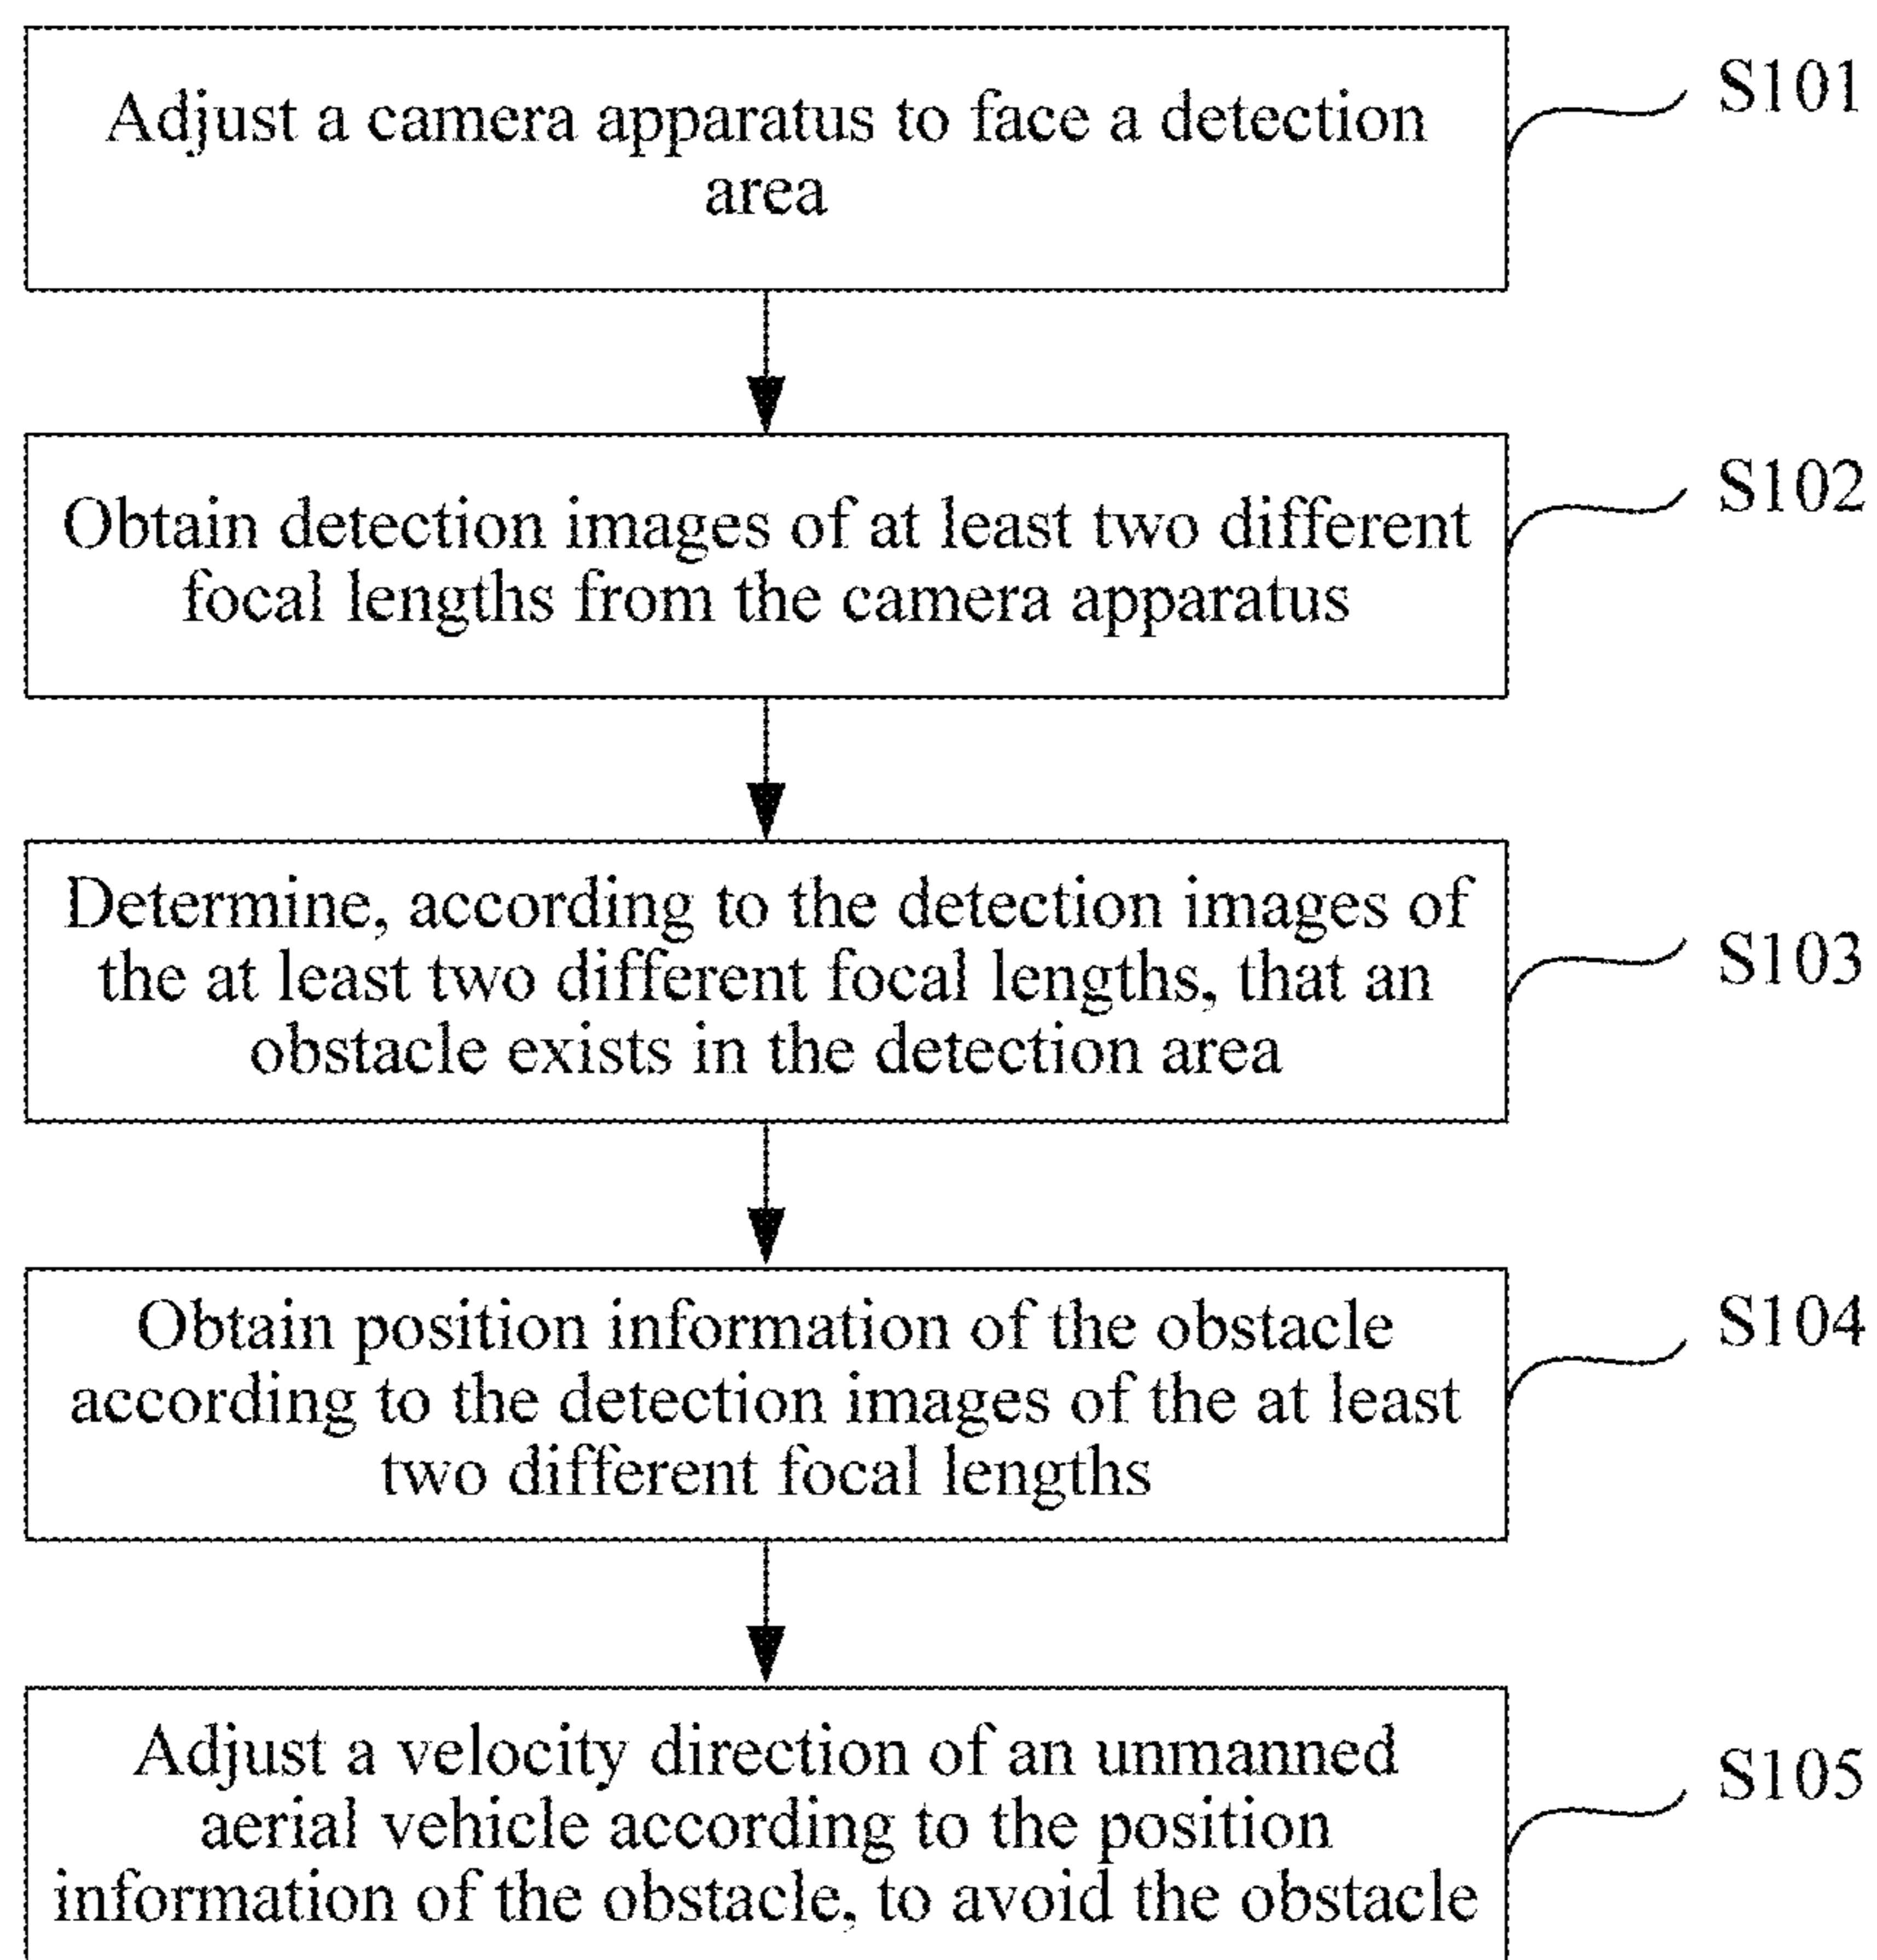 Adjust a camera apparatus to face a detection
area
S101
Obtain detection images of at least two different
focal lengths from the camera apparatus
S102
Determine, according to the detection images of
the at least two different focal lengths, that an
obstacle exists in the detection area
S103
Obtain position information of the obstacle
according to the detection images of the at least
two different focal lengths
S104
Adjust a velocity direction of an unmanned
aerial vehicle according to the position
information of the obstacle, to avoid the obstacle
S105